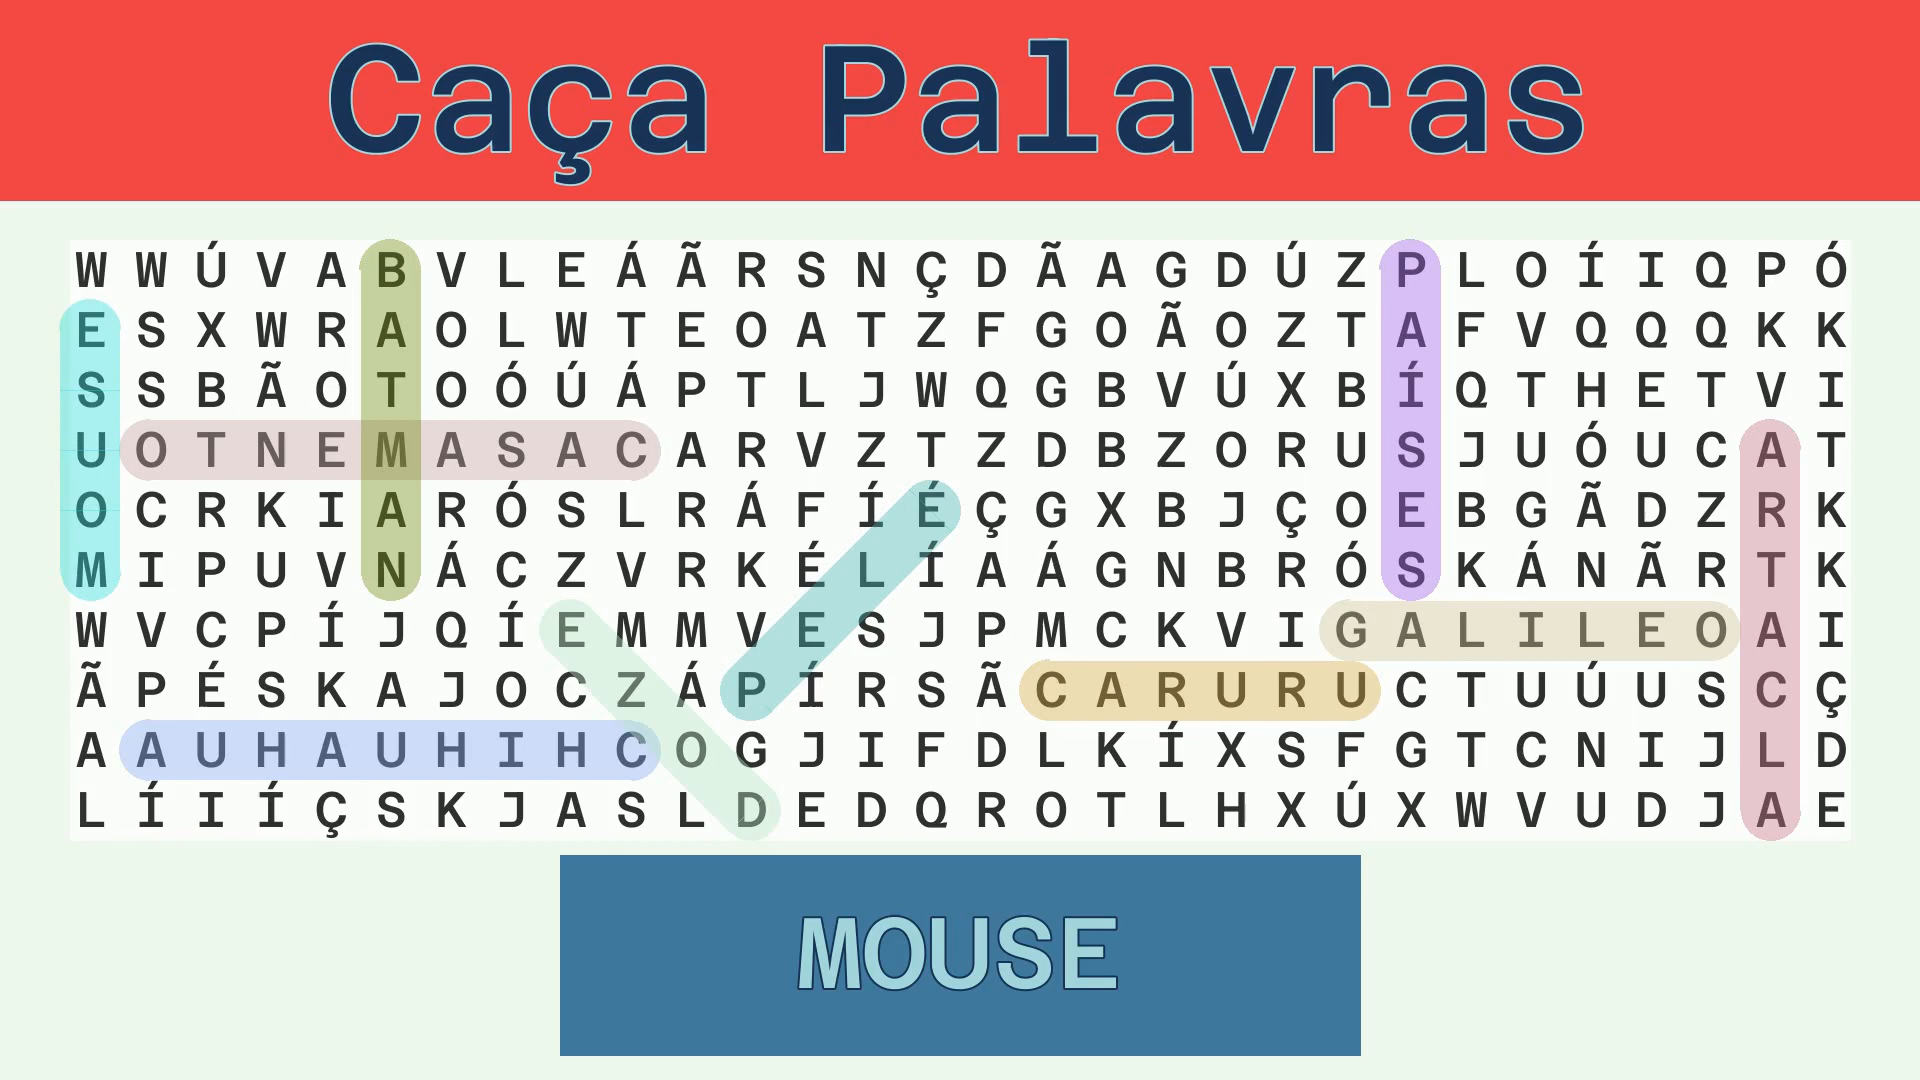 Caça Palavras
W W Ú V A B V L E Á Ã R S N Ç D Ã A G D Ú Z P L O Í I Q P Ó
E S X W R A O L W T E O A T Z F G O Ã O Z T A F V Q Q Q K K
S S B Ã O T O Ó Ú Á P T L J W Q G B V Ú X B Í Q T H E T V I
U O T N E M A S A C A R V Z T Z D B Z O R U S J U Ó U C A T
O C R K I A R Ó S L R Á F Í É Ç G X B J Ç O E B G Ã D Z R K
M I P U V N Á C Z V R K É L Í A Á G N B R Ó S K Á N Ã R T K
W V C P Í J Q Í E M M V E S J P M C K V I G A L I L E O A I
Ã P É S K A J O C Z Á P Í R S Ã C A R U R U C T U Ú U S C Ç
A A U H A U H I H C O G J I F D L K Í X S F G T C N I J L D
L Í I Í Ç S K J A S L D E D Q R O T L H X Ú X W V U D J A E
MOUSE